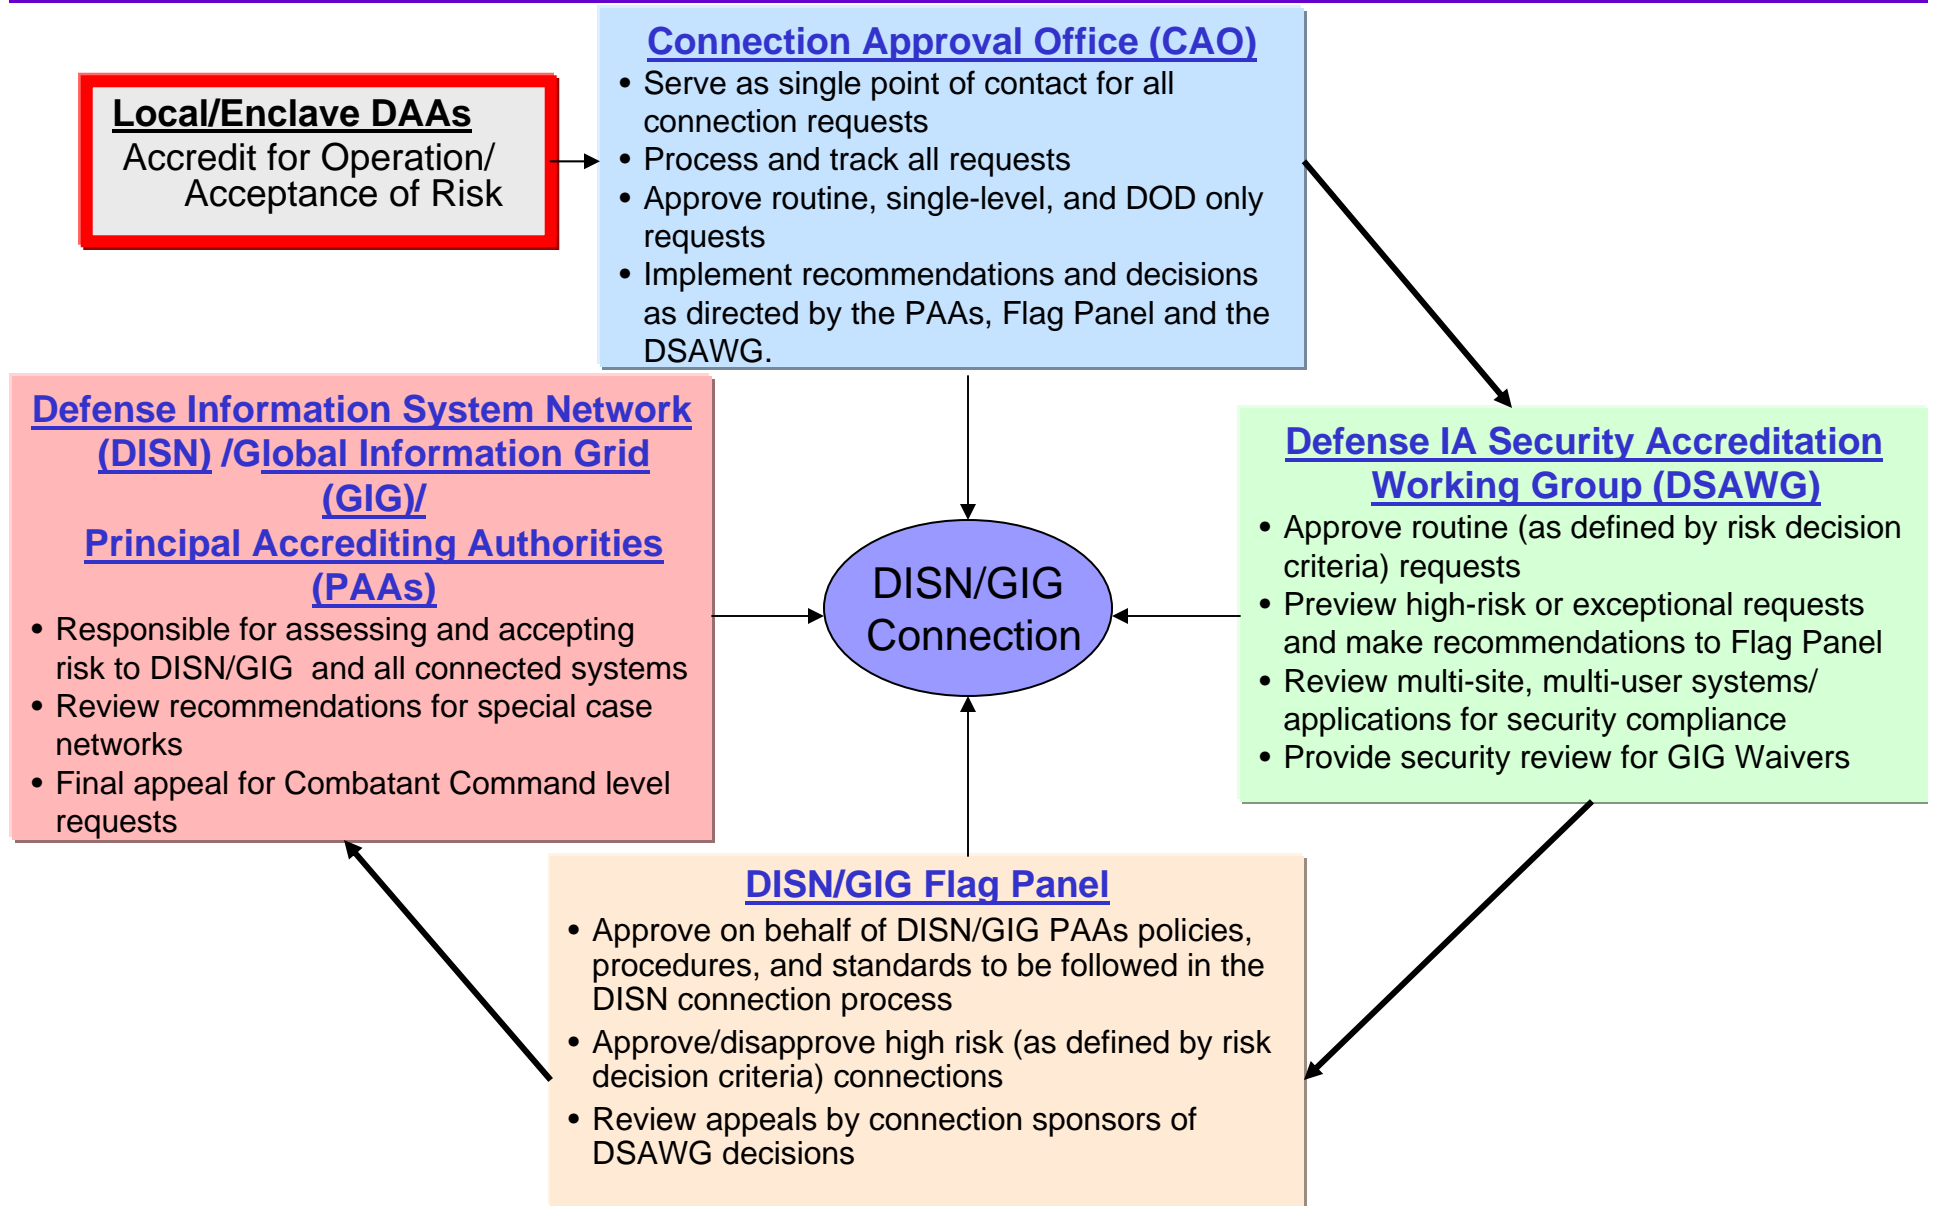 Connection Approval Office (CAO)
• Serve as single point of contact for all
connection requests
• Process and track all requests
• Approve routine, single-level, and DOD only
requests
• Implement recommendations and decisions
as directed by the PAAs, Flag Panel and the
DSAWG.
Local/Enclave DAAs
Accredit for Operation/
Acceptance of Risk
Defense Information System Network
(DISN) /Global Information Grid
(GIG)/
Principal Accrediting Authorities
(PAAs)
• Responsible for assessing and accepting
risk to DISN/GIG and all connected systems
• Review recommendations for special case
networks
• Final appeal for Combatant Command level
requests
DISN/GIG
Connection
Defense IA Security Accreditation
Working Group (DSAWG)
• Approve routine (as defined by risk decision
criteria) requests
• Preview high-risk or exceptional requests
and make recommendations to Flag Panel
• Review multi-site, multi-user systems/
applications for security compliance
• Provide security review for GIG Waivers
DISN/GIG Flag Panel
• Approve on behalf of DISN/GIG PAAs policies,
procedures, and standards to be followed in the
DISN connection process
• Approve/disapprove high risk (as defined by risk
decision criteria) connections
• Review appeals by connection sponsors of
DSAWG decisions